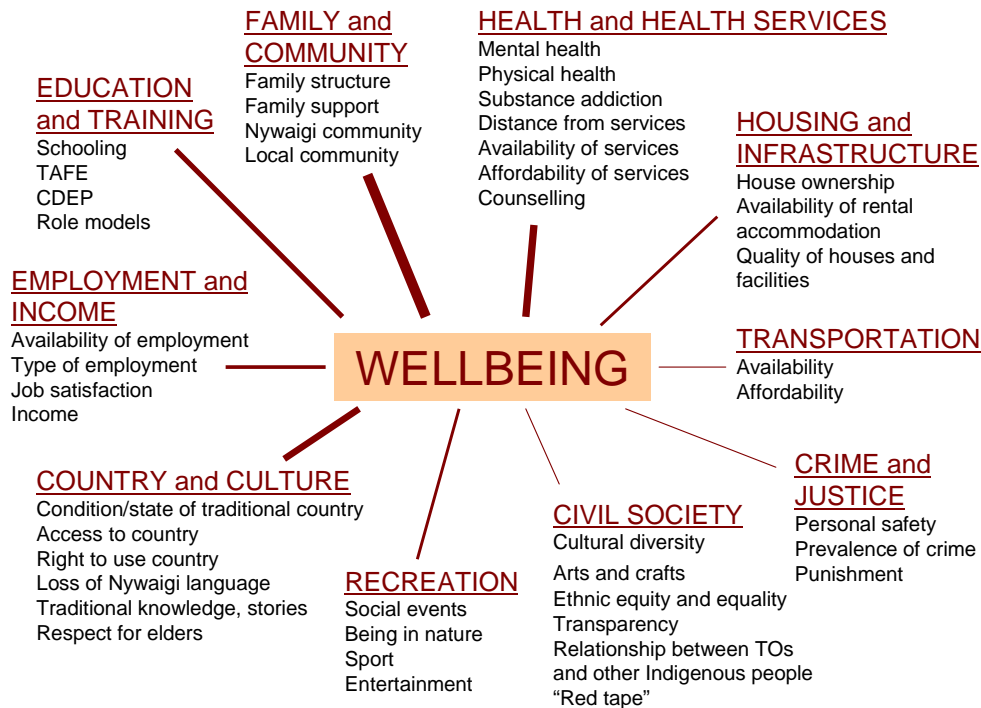 FAMILY and
COMMUNITY
Family structure
Family support
Nywaigi community
Local community
HEALTH and HEALTH SERVICES
Mental health
Physical health
Substance addiction
Distance from services
Availability of services
Affordability of services
Counselling
EDUCATION
and TRAINING
Schooling
TAFE
CDEP
Role models
HOUSING and
INFRASTRUCTURE
House ownership
Availability of rental
accommodation
Quality of houses and
facilities
EMPLOYMENT and
INCOME
Availability of employment
Type of employment
Job satisfaction
Income
WELLBEING
TRANSPORTATION
Availability
Affordability
COUNTRY and CULTURE
Condition/state of traditional country
Access to country
Right to use country
Loss of Nywaigi language
Traditional knowledge, stories
Respect for elders
RECREATION
Social events
Being in nature
Sport
Entertainment
CIVIL SOCIETY
Cultural diversity
Arts and crafts
Ethnic equity and equality
Transparency
Relationship between TOs
and other Indigenous people
“Red tape”
CRIME and
JUSTICE
Personal safety
Prevalence of crime
Punishment